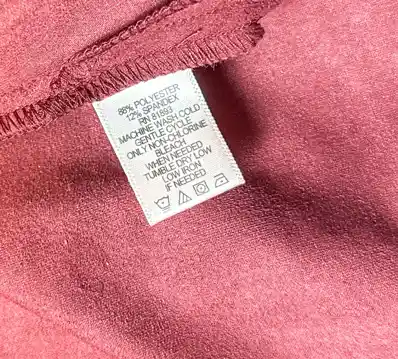 88% POLYESTER
12% SPANDEX
RN 81893
MACHINE WASH COLD
GENTLE CYCLE
ONLY NON-CHLORINE
BLEACH
WHEN NEEDED
TUMBLE DRY LOW
LOW IRON
IF NEEDED